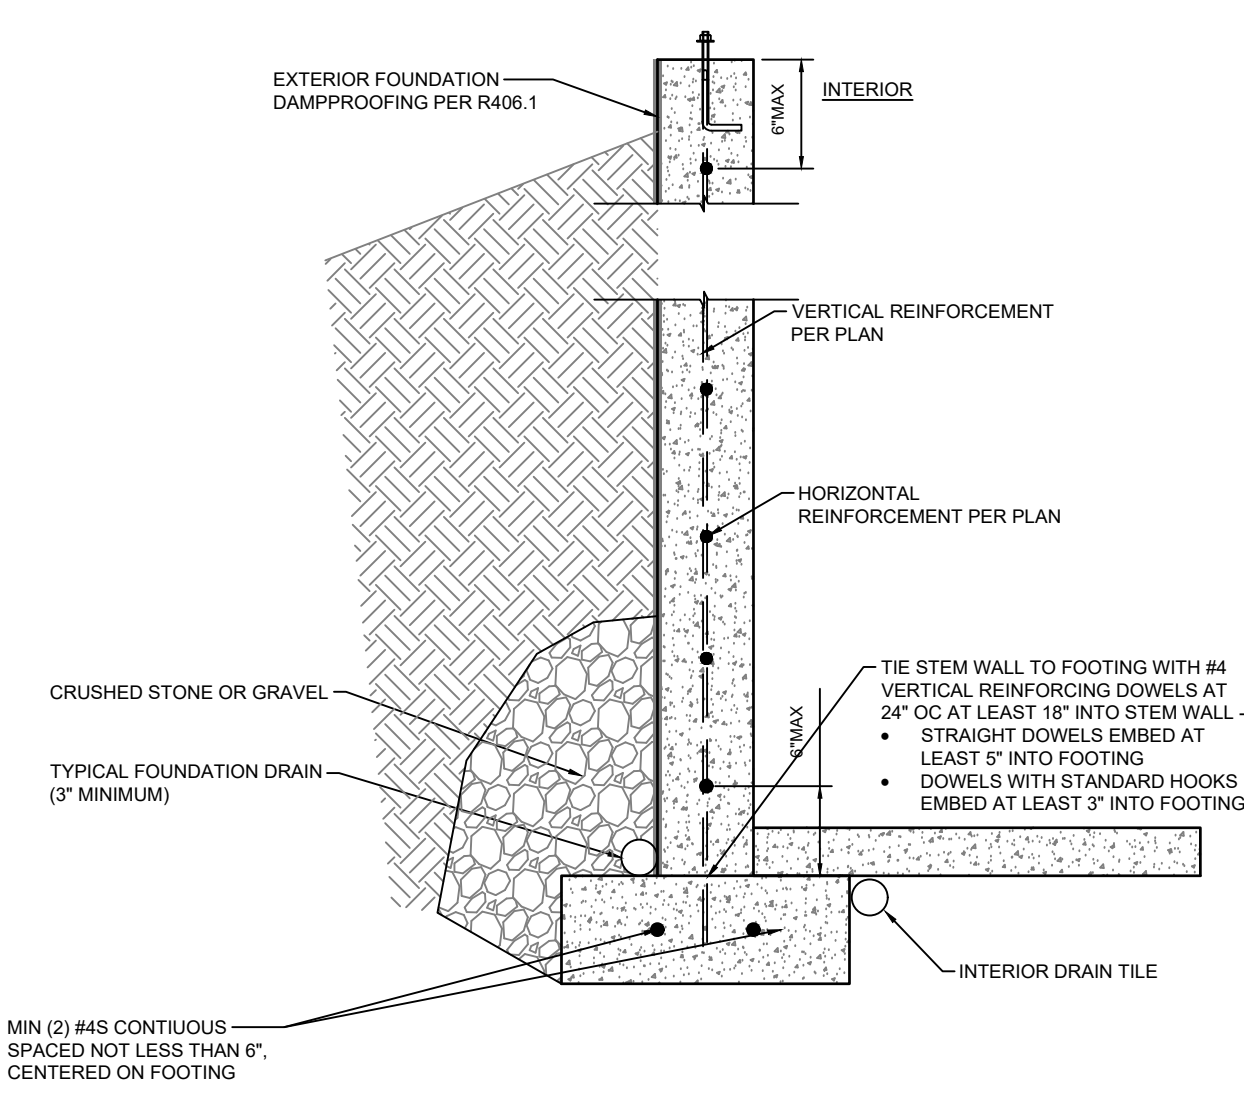 EXTERIOR FOUNDATION
DAMPPROOFING PER R406.1
6"MAX
INTERIOR
VERTICAL REINFORCEMENT
PER PLAN
HORIZONTAL
REINFORCEMENT PER PLAN
CRUSHED STONE OR GRAVEL
TYPICAL FOUNDATION DRAIN
(3" MINIMUM)
6"MAX
TIE STEM WALL TO FOOTING WITH #4
VERTICAL REINFORCING DOWELS AT
24" OC AT LEAST 18" INTO STEM WALL -
• STRAIGHT DOWELS EMBED AT
LEAST 5" INTO FOOTING
• DOWELS WITH STANDARD HOOKS
EMBED AT LEAST 3" INTO FOOTING
INTERIOR DRAIN TILE
MIN (2) #4S CONTIUOUS
SPACED NOT LESS THAN 6",
CENTERED ON FOOTING